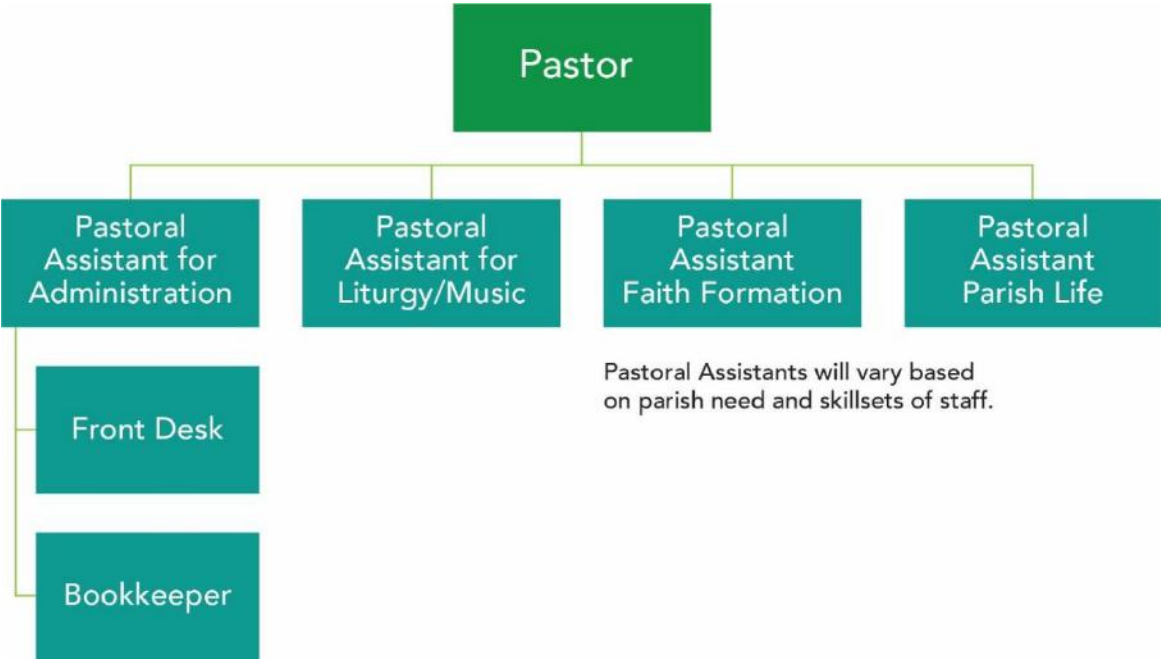 Pastor
Pastoral
Assistant for
Administration
Pastoral
Assistant for
Liturgy/Music
Pastoral
Assistant
Faith Formation
Pastoral
Assistant
Parish Life
Pastoral Assistants will vary based
on parish need and skillsets of staff.
Front Desk
Bookkeeper